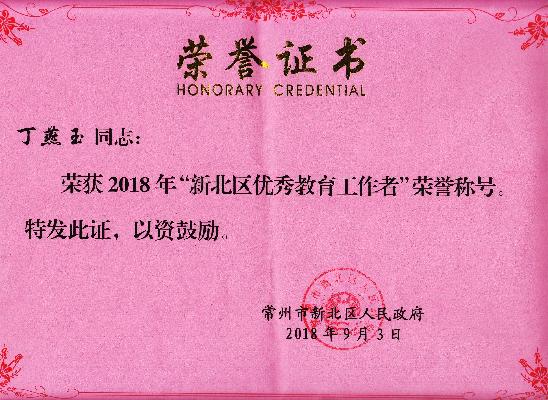 荣誉证书
HONORARY CREDENTIAL
丁燕玉 同志：
荣获 2018 年“新北区优秀教育工作者”荣誉称号。
特发此证，以资鼓励。
常州市新北区人民政府
2018 年 9 月 3 日